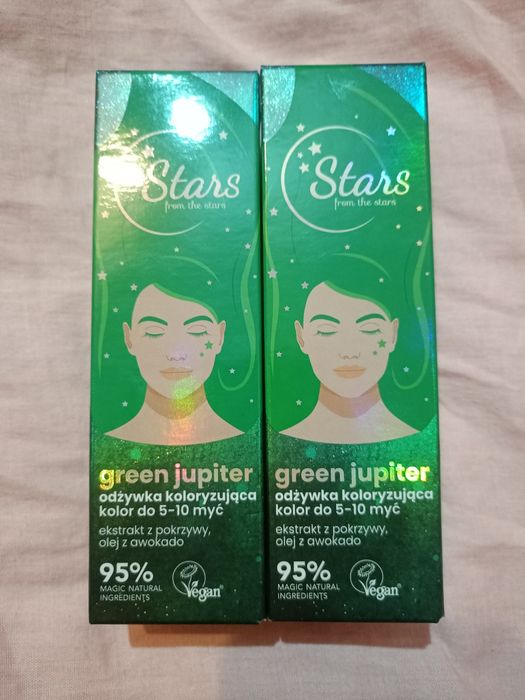 Stars
from the stars
green jupiter
odżywka koloryzująca
kolor do 5-10 myć
ekstrakt z pokrzywy,
olej z awokado
95%
MAGIC NATURAL
INGREDIENTS
Vegan
Stars
from the stars
green jupiter
odżywka koloryzująca
kolor do 5-10 myć
ekstrakt z pokrzywy,
olej z awokado
95%
MAGIC NATURAL
INGREDIENTS
Vegan